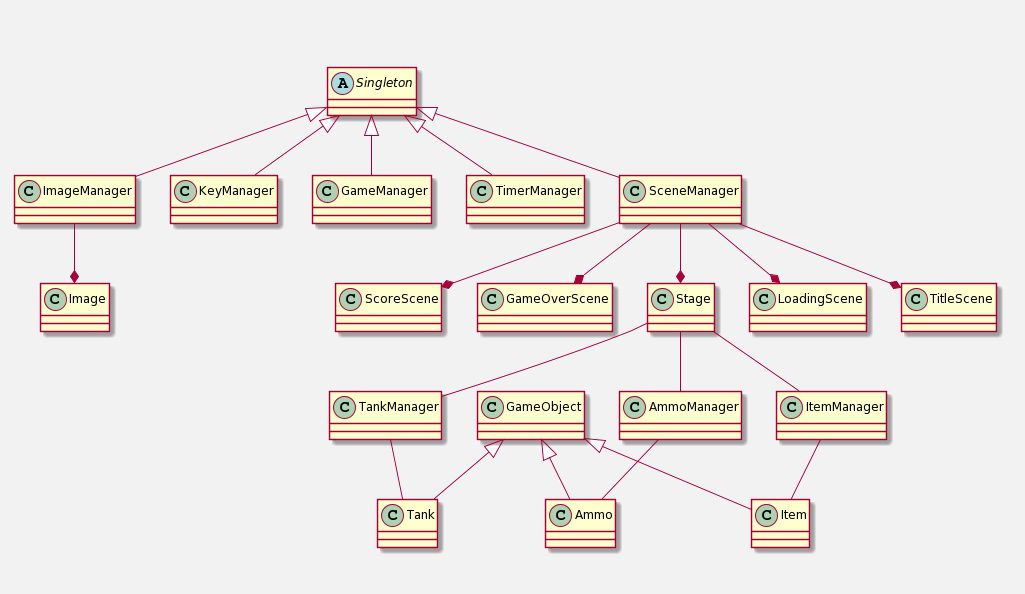 A Singleton
C ImageManager
C KeyManager
C GameManager
C TimerManager
C SceneManager
C Image
C ScoreScene
C GameOverScene
C Stage
C LoadingScene
C TitleScene
C TankManager
C GameObject
C AmmoManager
C ItemManager
C Tank
C Ammo
C Item